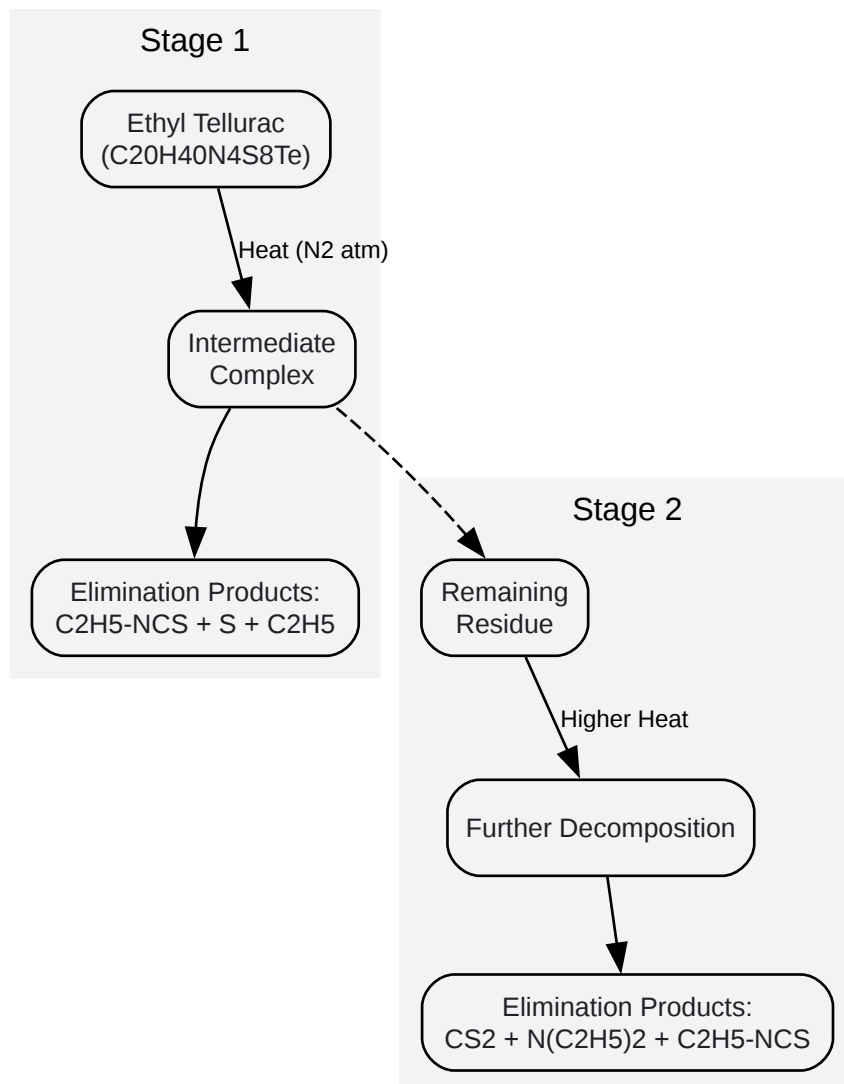 Stage 1
Ethyl Tellurac
(C20H40N4S8Te)
Heat (N2 atm)
Intermediate
Complex
Elimination Products:
C2H5-NCS + S + C2H5
Stage 2
Remaining
Residue
Higher Heat
Further Decomposition
Elimination Products:
CS2 + N(C2H5)2 + C2H5-NCS